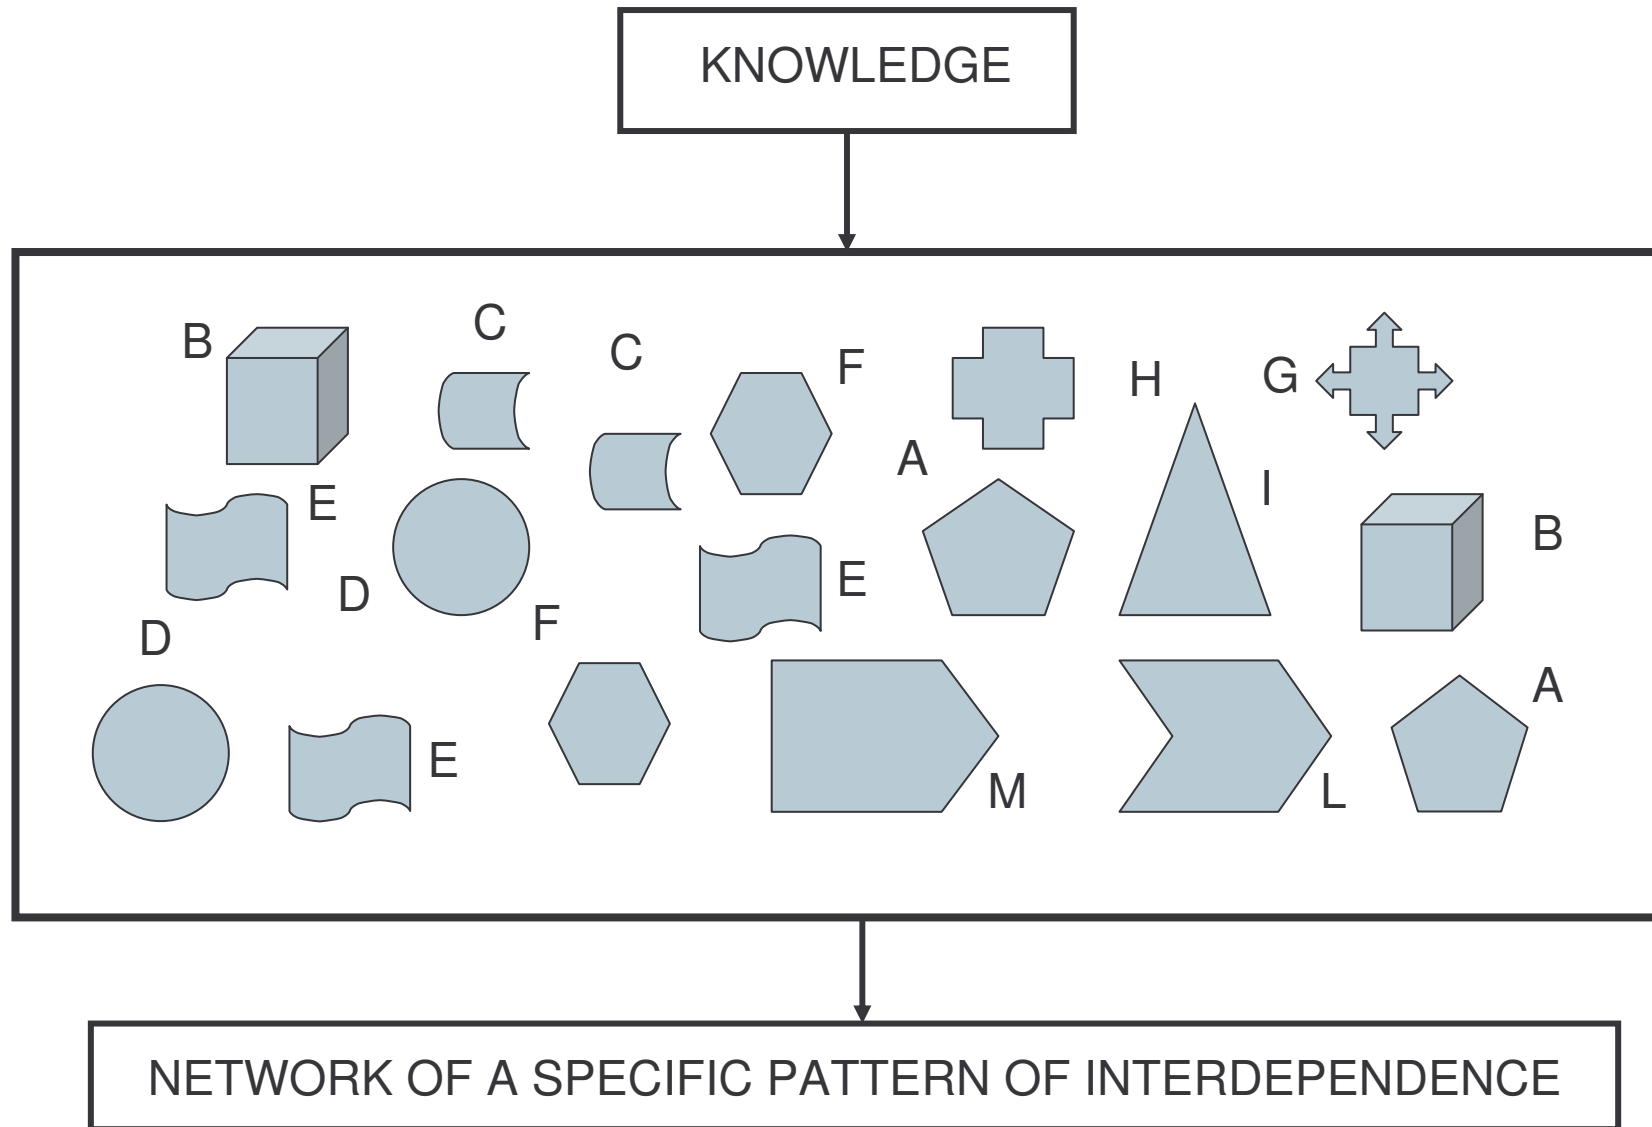 KNOWLEDGE
B
C
C
F
H
G
A
E
I
B
D
F
E
D
E
M
L
A
NETWORK OF A SPECIFIC PATTERN OF INTERDEPENDENCE